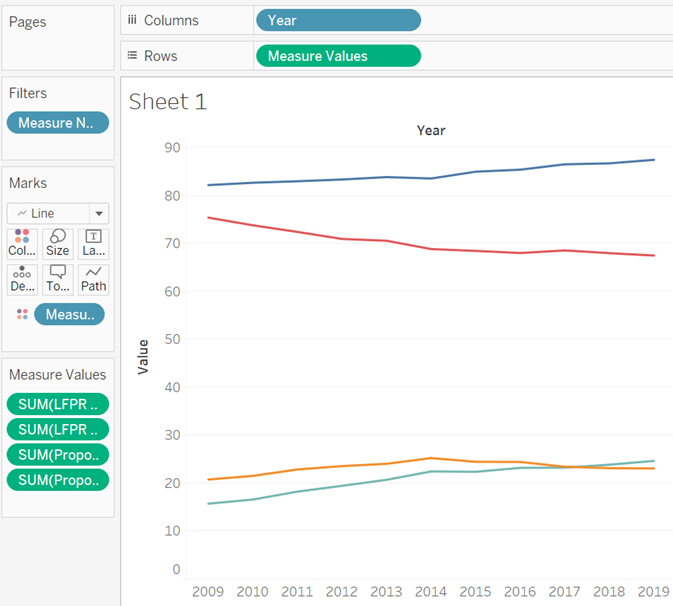 Pages
Columns
Year
Rows
Measure Values
Filters
Measure N..
Marks
Line
Col...
Size
La...
De...
To...
Path
Measu..
Measure Values
SUM(LFPR ..
SUM(LFPR ..
SUM(Propo..
SUM(Propo..
Sheet 1
Year
Value
90
80
70
60
50
40
30
20
10
0
2009 2010 2011 2012 2013 2014 2015 2016 2017 2018 2019